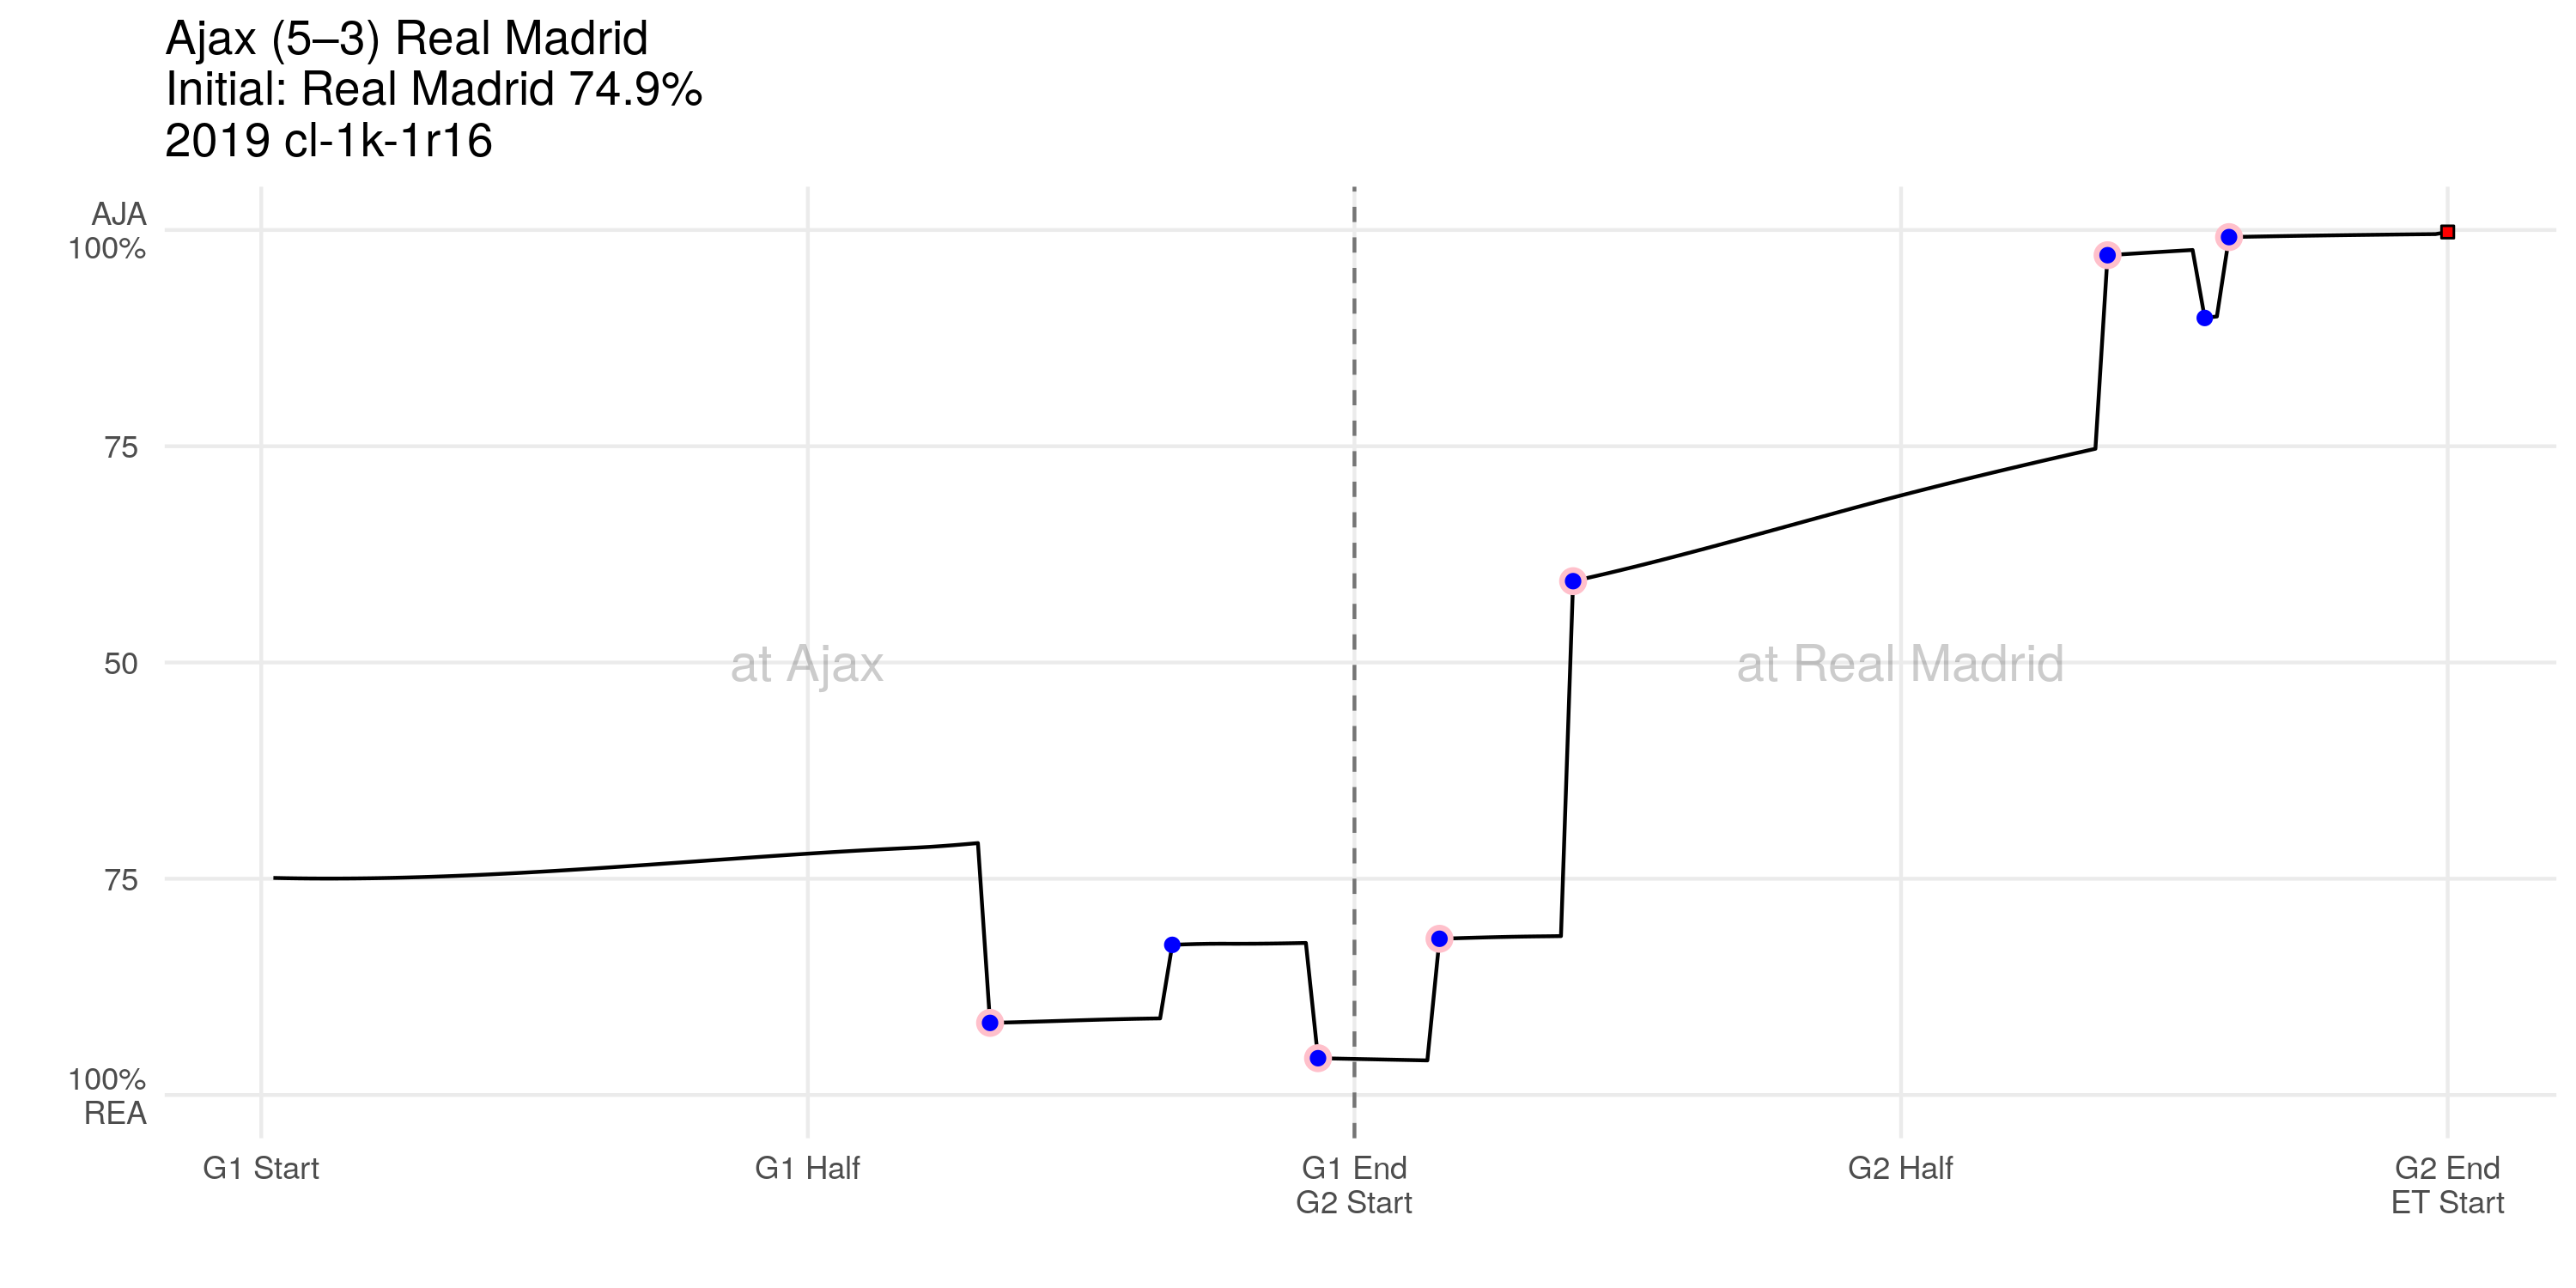 Ajax (5–3) Real Madrid
Initial: Real Madrid 74.9%
2019 cl-1k-1r16
AJA
100%
75
50
75
100%
REA
at Ajax
at Real Madrid
G1 Start
G1 Half
G1 End
G2 Start
G2 Half
G2 End
ET Start